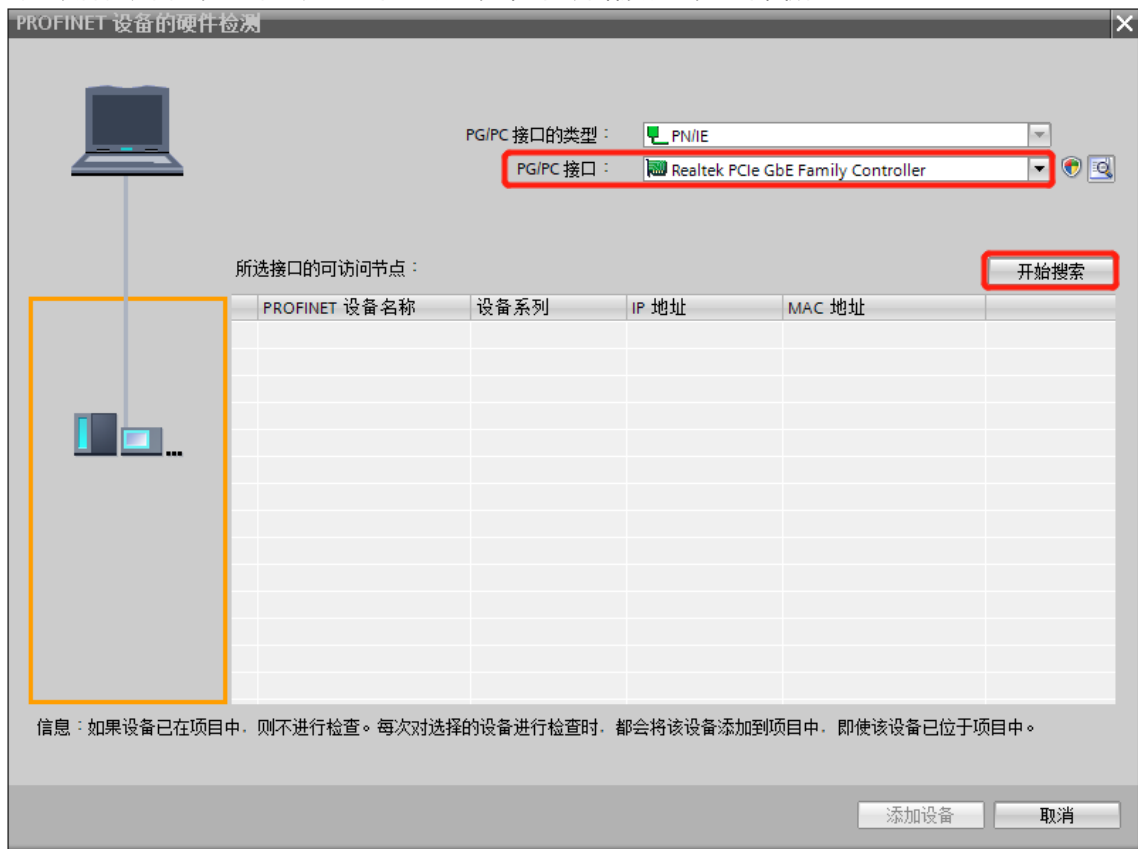 PROFINET 设备的硬件检测
PG/PC 接口的类型：
PN/IE
PG/PC 接口：
Realtek PCIe GbE Family Controller
所选接口的可访问节点：
开始搜索
PROFINET 设备名称 设备系列 IP 地址 MAC 地址
信息：如果设备已在项目中，则不进行检查。每次对选择的设备进行检查时，都会将该设备添加到项目中，即使该设备已位于项目中。
添加设备 取消